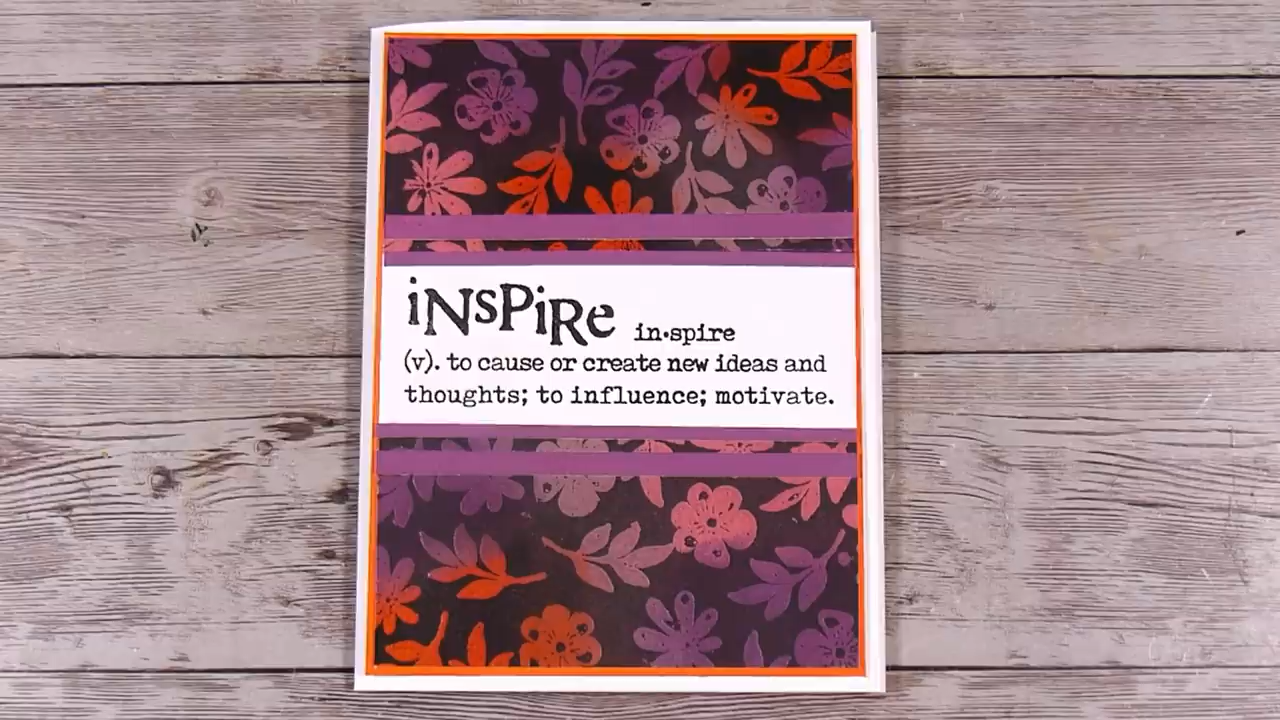 iNsPiRe in•spire
(v). to cause or create new ideas and
thoughts; to influence; motivate.